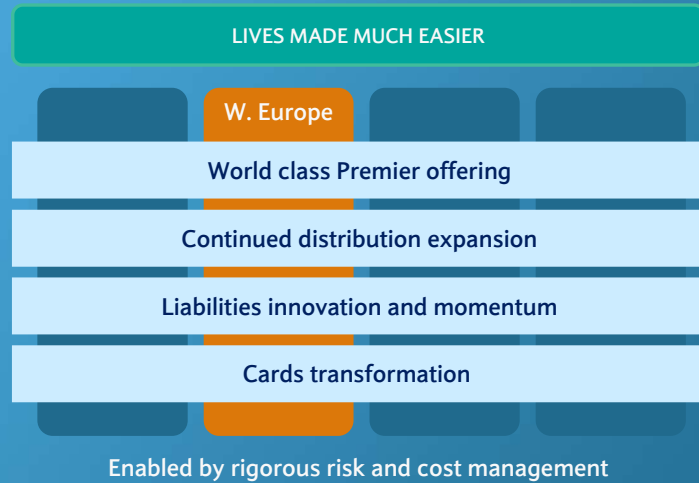 LIVES MADE MUCH EASIER
W. Europe
World class Premier offering
Continued distribution expansion
Liabilities innovation and momentum
Cards transformation
Enabled by rigorous risk and cost management